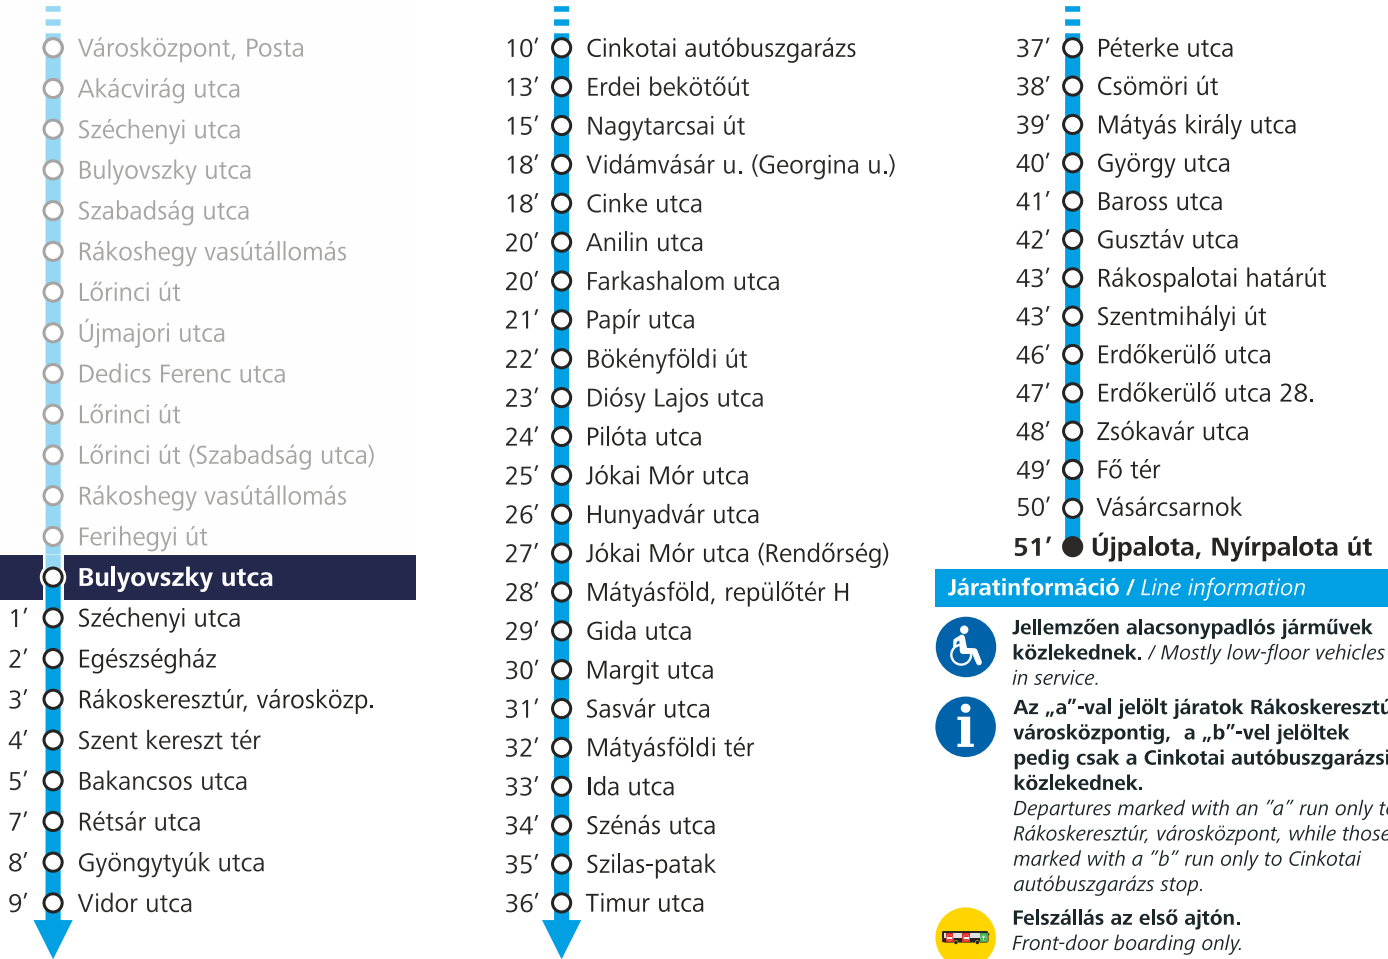 Városközpont, Posta
Akácvirág utca
Széchenyi utca
Bulyovszky utca
Szabadság utca
Rákoshegy vasútállomás
Lőrinci út
Újmajori utca
Dedics Ferenc utca
Lőrinci út
Lőrinci út (Szabadság utca)
Rákoshegy vasútállomás
Ferihegyi út
Bulyovszky utca
1′ Széchenyi utca
2′ Egészségház
3′ Rákoskeresztúr, városközp.
4′ Szent kereszt tér
5′ Bakancsos utca
7′ Rétsár utca
8′ Gyöngytyúk utca
9′ Vidor utca
10′ Cinkotai autóbuszgarázs
13′ Erdei bekötőút
15′ Nagytarcsai út
18′ Vidámvásár u. (Georgina u.)
18′ Cinke utca
20′ Anilin utca
20′ Farkashalom utca
21′ Papír utca
22′ Bökényföldi út
23′ Diósy Lajos utca
24′ Pilóta utca
25′ Jókai Mór utca
26′ Hunyadvár utca
27′ Jókai Mór utca (Rendőrség)
28′ Mátyásföld, repülőtér H
29′ Gida utca
30′ Margit utca
31′ Sasvár utca
32′ Mátyásföldi tér
33′ Ida utca
34′ Szénás utca
35′ Szilas-patak
36′ Timur utca
37′ Péterke utca
38′ Csömöri út
39′ Mátyás király utca
40′ György utca
41′ Baross utca
42′ Gusztáv utca
43′ Rákospalotai határút
43′ Szentmihályi út
46′ Erdőkerülő utca
47′ Erdőkerülő utca 28.
48′ Zsókavár utca
49′ Fő tér
50′ Vásárcsarnok
51′ Újpalota, Nyírpalota út
Járatinformáció / Line information
Jellemzően alacsonypadlós járművek
közlekednek. / Mostly low-floor vehicles
in service.
Az „a”-val jelölt járatok Rákoskeresztú
városközpontig, a „b”-vel jelöltek
pedig csak a Cinkotai autóbuszgarázsi
közlekednek.
Departures marked with an ”a” run only to
Rákoskeresztúr, városközpont, while those
marked with a ”b” run only to Cinkotai
autóbuszgarázs stop.
Felszállás az első ajtón.
Front-door boarding only.